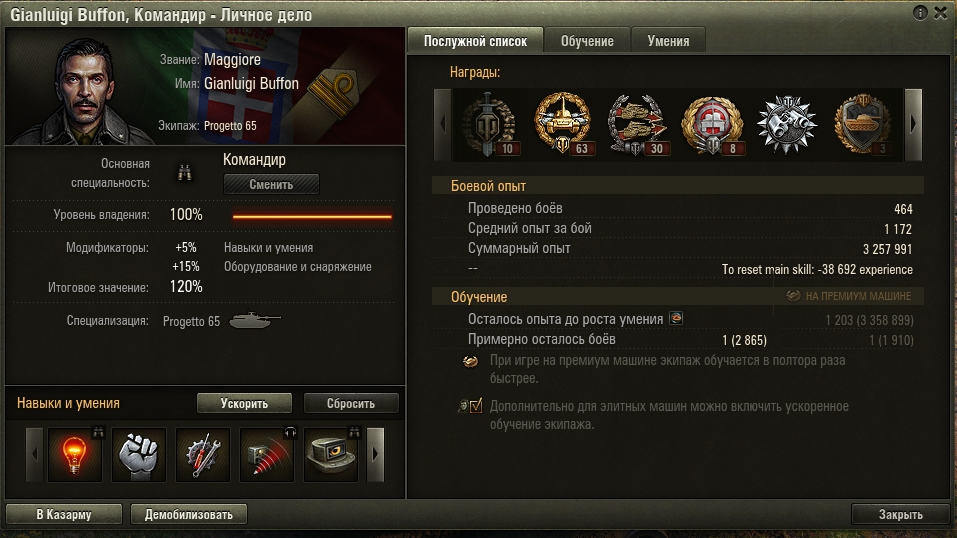 Gianluigi Buffon, Командир - Личное дело
Звание: Maggiore
Имя: Gianluigi Buffon
Экипаж: Progetto 65
Основная специальность:
Командир
Сменить
Уровень владения: 100%
Модификаторы: +5% Навыки и умения
+15% Оборудование и снаряжение
Итоговое значение: 120%
Специализация: Progetto 65
Навыки и умения
Ускорить
Сбросить
В Казарму
Демобилизовать
Послужной список
Обучение
Умения
Награды:
10 63 30 8 3
Боевой опыт
Проведено боёв 464
Средний опыт за бой 1 172
Суммарный опыт 3 257 991
-- To reset main skill: -38 692 experience
Обучение НА ПРЕМИУМ МАШИНЕ
Осталось опыта до роста умения 1 203 (3 358 899)
Примерно осталось боёв 1 (2 865) 1 (1 910)
При игре на премиум машине экипаж обучается в полтора раза
быстрее.
Дополнительно для элитных машин можно включить ускоренное
обучение экипажа.
Закрыть